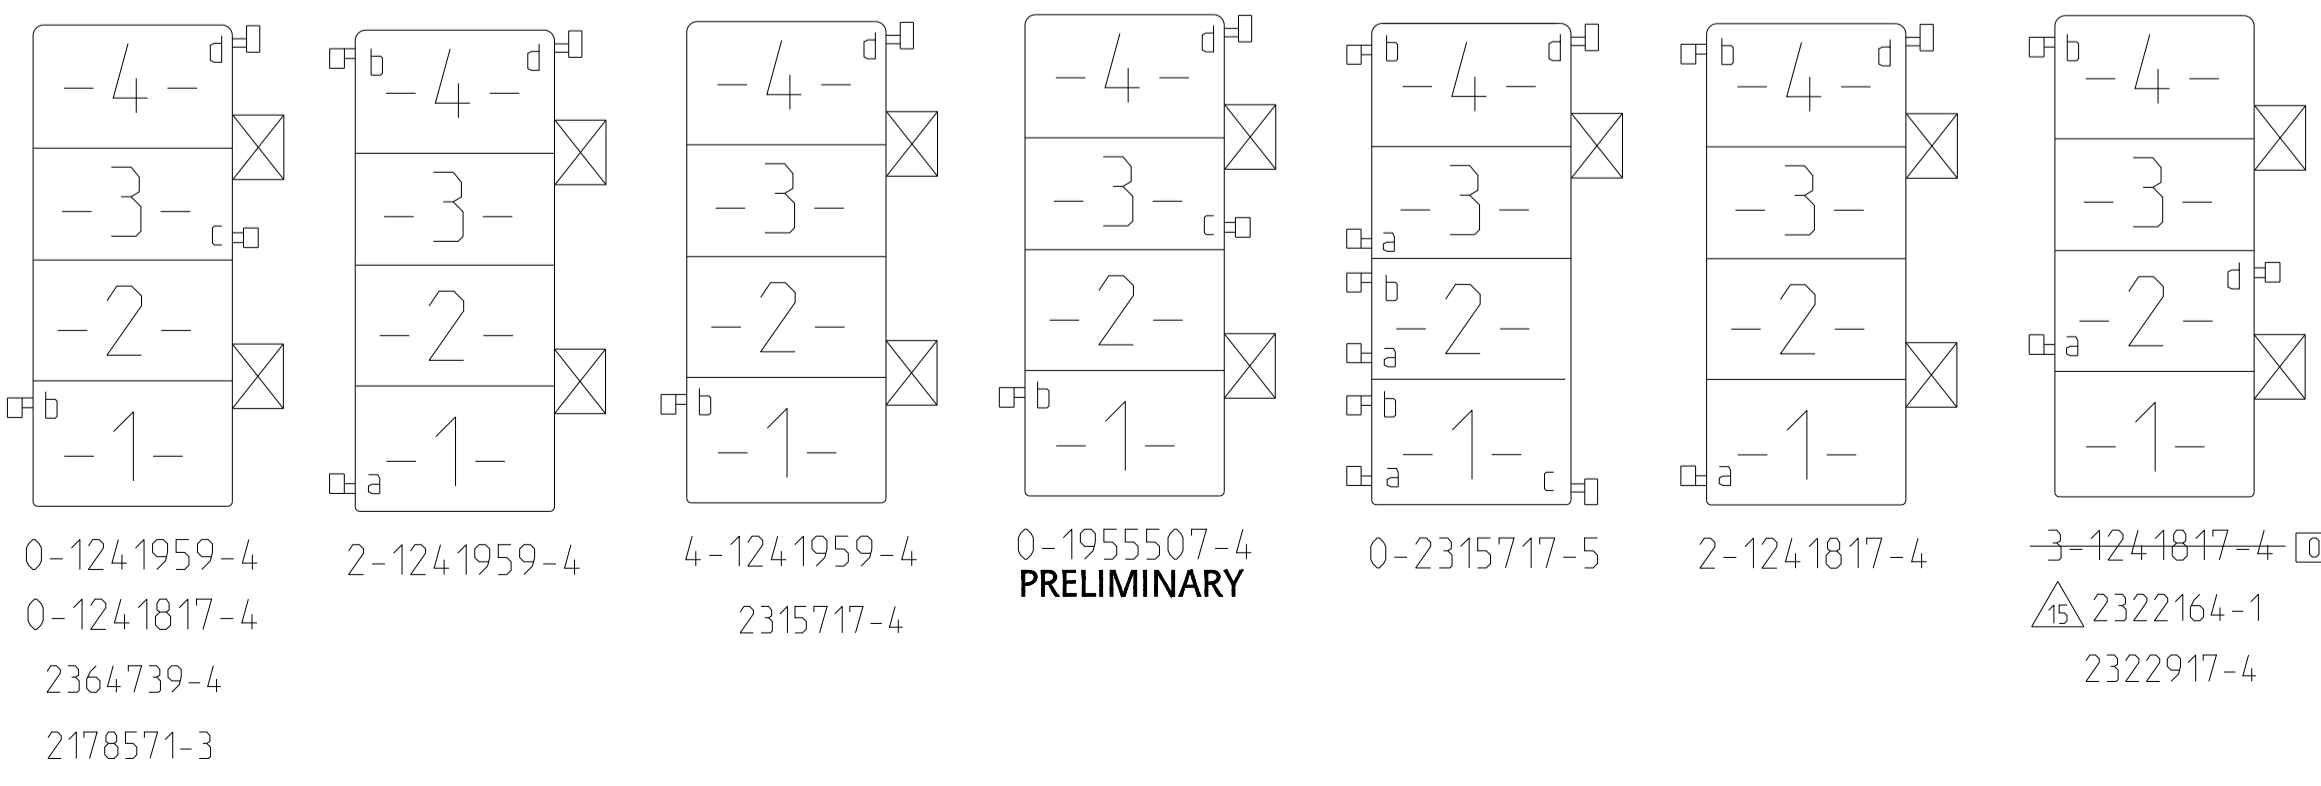 d
-4-
-3-
c
-2-
b
-1-
0-1241959-4
0-1241817-4
2364739-4
2178571-3
b
d
-4-
-3-
-2-
-1-
a
2-1241959-4
d
-4-
-3-
-2-
b
-1-
4-1241959-4
2315717-4
d
-4-
-3-
c
-2-
b
-1-
0-1955507-4
PRELIMINARY
b
d
-4-
-3-
a
b
-2-
a
b
-1-
a
c
0-2315717-5
b
d
-4-
-3-
-2-
-1-
a
2-1241817-4
b
-4-
-3-
d
-2-
a
-1-
3-1241817-4
15 2322164-1
2322917-4